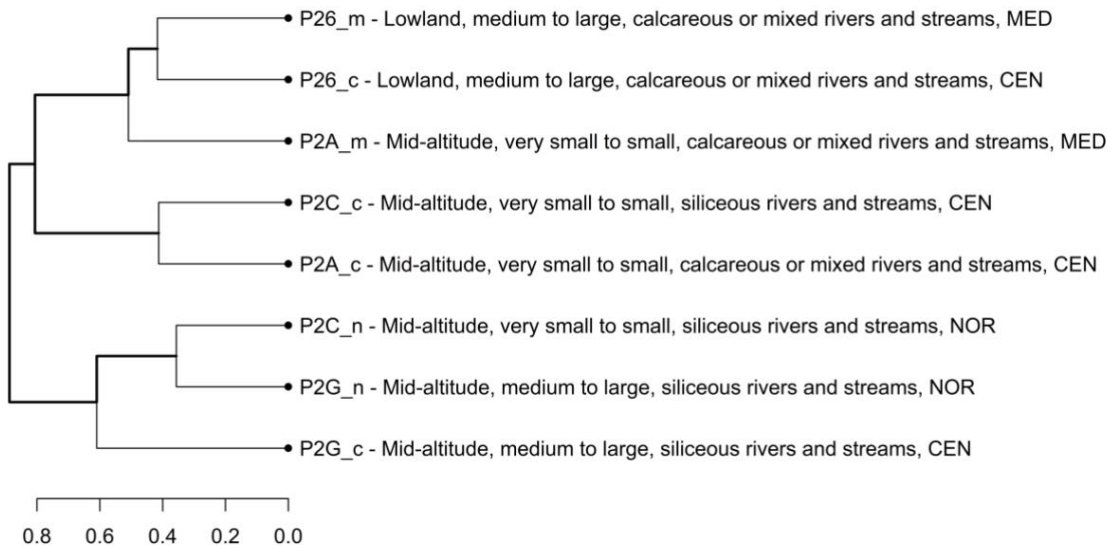 P26_m - Lowland, medium to large, calcareous or mixed rivers and streams, MED
P26_c - Lowland, medium to large, calcareous or mixed rivers and streams, CEN
P2A_m - Mid-altitude, very small to small, calcareous or mixed rivers and streams, MED
P2C_c - Mid-altitude, very small to small, siliceous rivers and streams, CEN
P2A_c - Mid-altitude, very small to small, calcareous or mixed rivers and streams, CEN
P2C_n - Mid-altitude, very small to small, siliceous rivers and streams, NOR
P2G_n - Mid-altitude, medium to large, siliceous rivers and streams, NOR
P2G_c - Mid-altitude, medium to large, siliceous rivers and streams, CEN
0.8 0.6 0.4 0.2 0.0